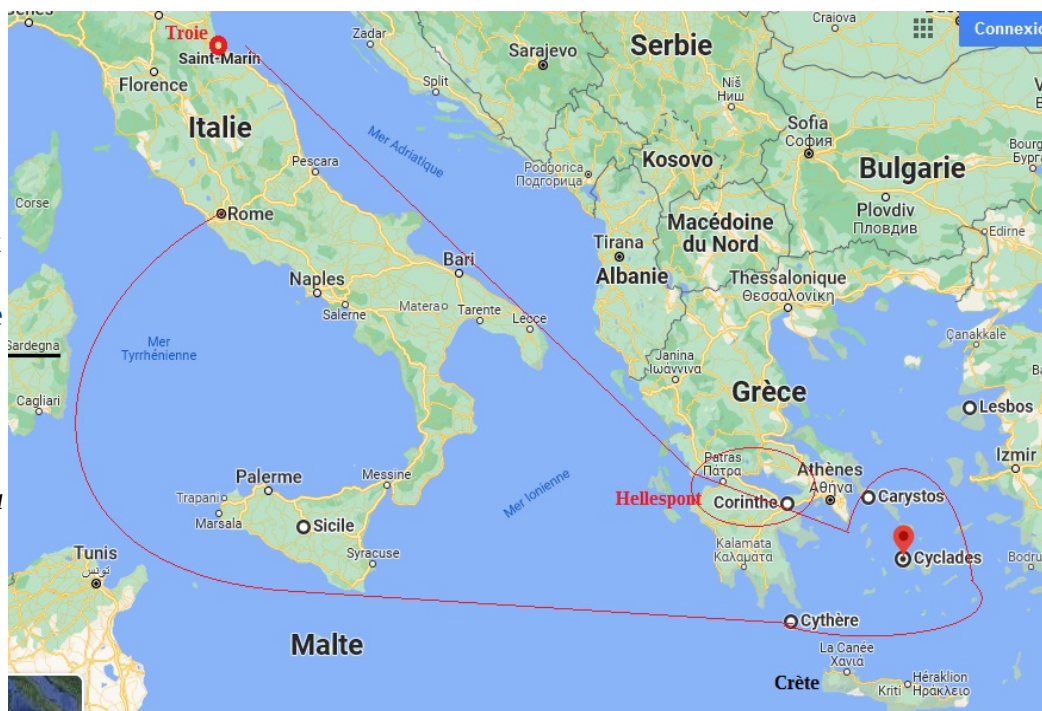 Craiova
Connexio
Troie
Zadar
Saint-Marin
Sarajevo
Serbie
Florence
Split
Niš
Ниш
Italie
Mer Adriatique
Sofia
София
Kosovo
Bulgarie
Pescara
Podgorica
Подгорица
Corse
Plovdiv
Пловдив
Rome
Macédoine
du Nord
Edirne
Tirana
Bari
Albanie
Thessalonique
Θεσσαλονίκη
Naples
Matera
Tarente
Salerne
Lecce
Sardegna
Mer
Tyrrhénienne
Çanakkale
Janina
Ιωάννινα
Grèce
Cagliari
Lesbos
Patras
Πάτρα
Athènes
Αθήνα
Izmir
Palerme
Messine
Mer Ionienne
Hellespont
Corinthe
Carystos
Trapani
Marsala
Sicile
Kalamata
Καλαμάτα
Cyclades
Syracuse
Tunis
تونس
Cythère
Malte
La Canée
Χανιά
Crète
Kriti
Héraklion
Ηράκλειο